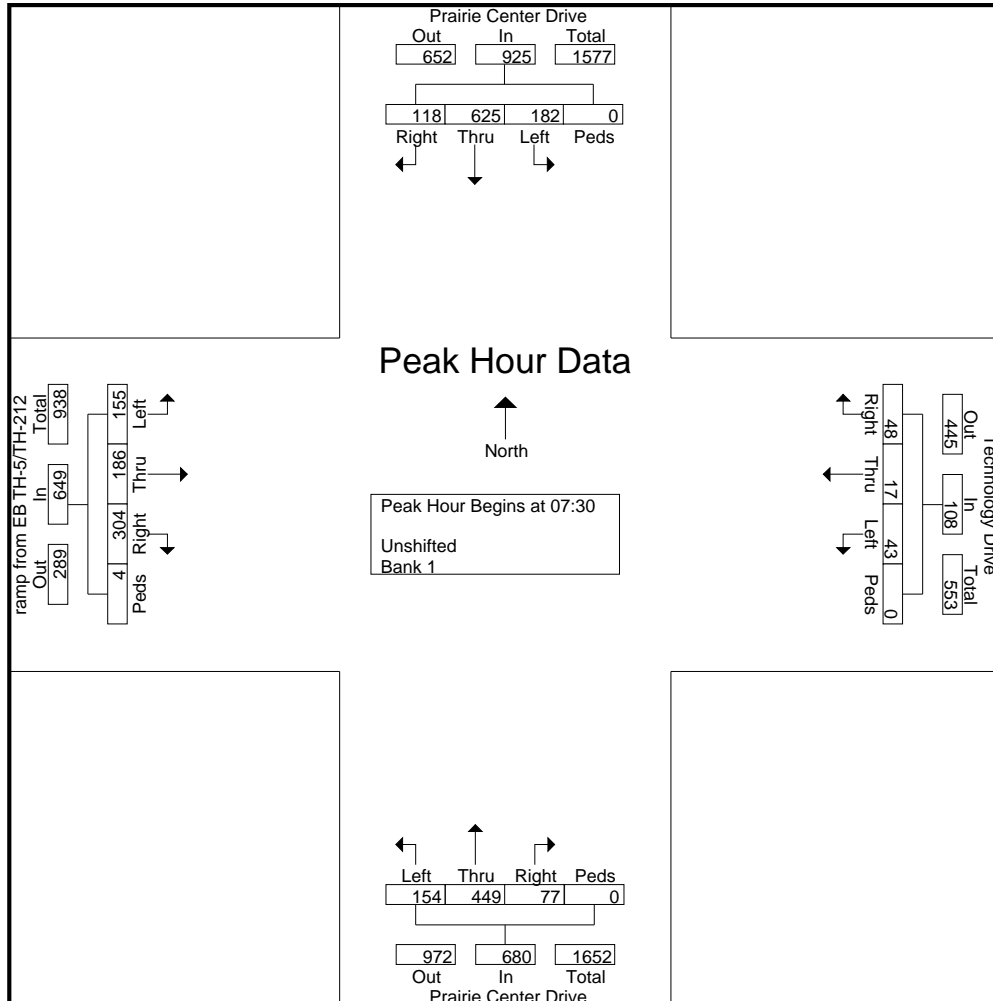 Prairie Center Drive
Out In Total
652 925 1577
118 625 182 0
Right Thru Left Peds
Peak Hour Data
North
Peak Hour Begins at 07:30
Unshifted
Bank 1
ramp from EB TH-5/TH-212
Out In Total
289 649 938
Left Thru Right Peds
155 186 304 4
Technology Drive
Out In Total
445 108 553
Right Thru Left Peds
48 17 43 0
Left Thru Right Peds
154 449 77 0
972 680 1652
Out In Total
Prairie Center Drive